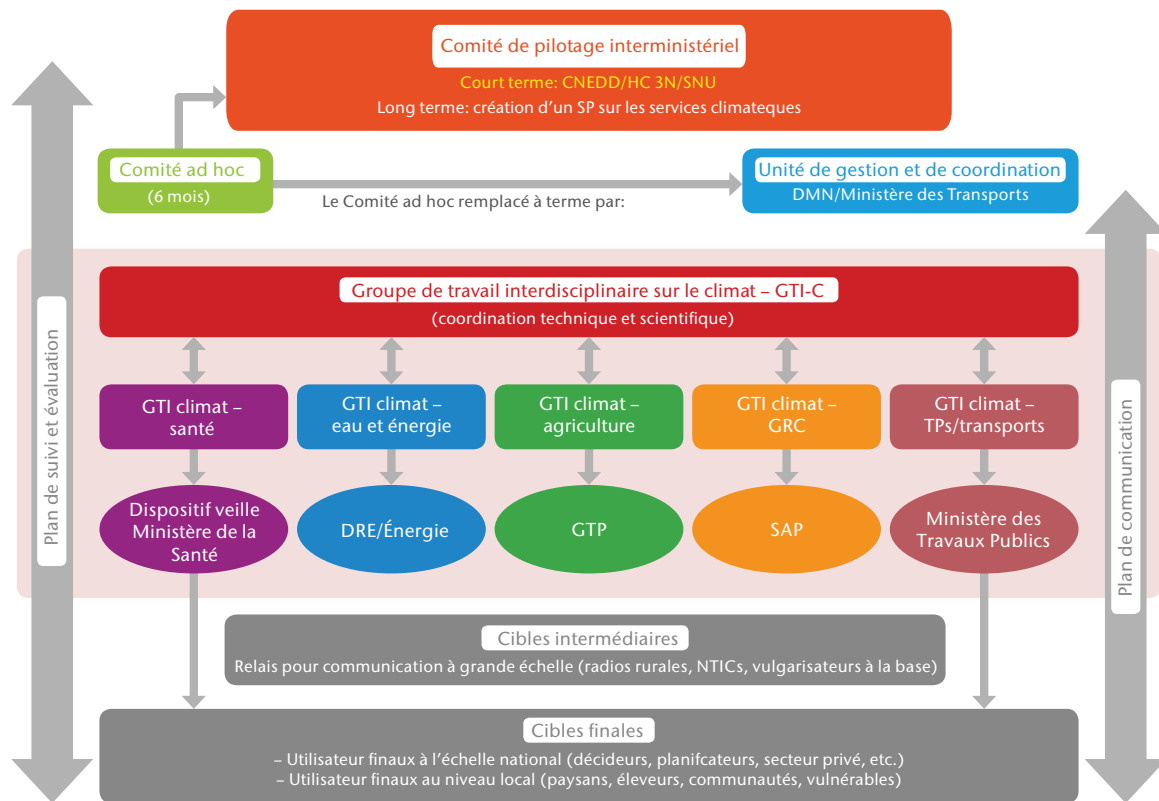 Comité de pilotage interministériel
Court terme: CNEDD/HC 3N/SNU
Long terme: création d'un SP sur les services climateques
Comité ad hoc
(6 mois)
Le Comité ad hoc remplacé à terme par:
Unité de gestion et de coordination
DMN/Ministère des Transports
Plan de suivi et évaluation
Plan de communication
Groupe de travail interdisciplinaire sur le climat – GTI-C
(coordination technique et scientifique)
GTI climat –
santé
GTI climat –
eau et énergie
GTI climat –
agriculture
GTI climat –
GRC
GTI climat –
TPs/transports
Dispositif veille
Ministère de la
Santé
DRE/Énergie
GTP
SAP
Ministère des
Travaux Publics
Cibles intermédiaires
Relais pour communication à grande échelle (radios rurales, NTICs, vulgarisateurs à la base)
Cibles finales
– Utilisateur finaux à l'échelle national (décideurs, planifcateurs, secteur privé, etc.)
– Utilisateur finaux au niveau local (paysans, éleveurs, communautés, vulnérables)